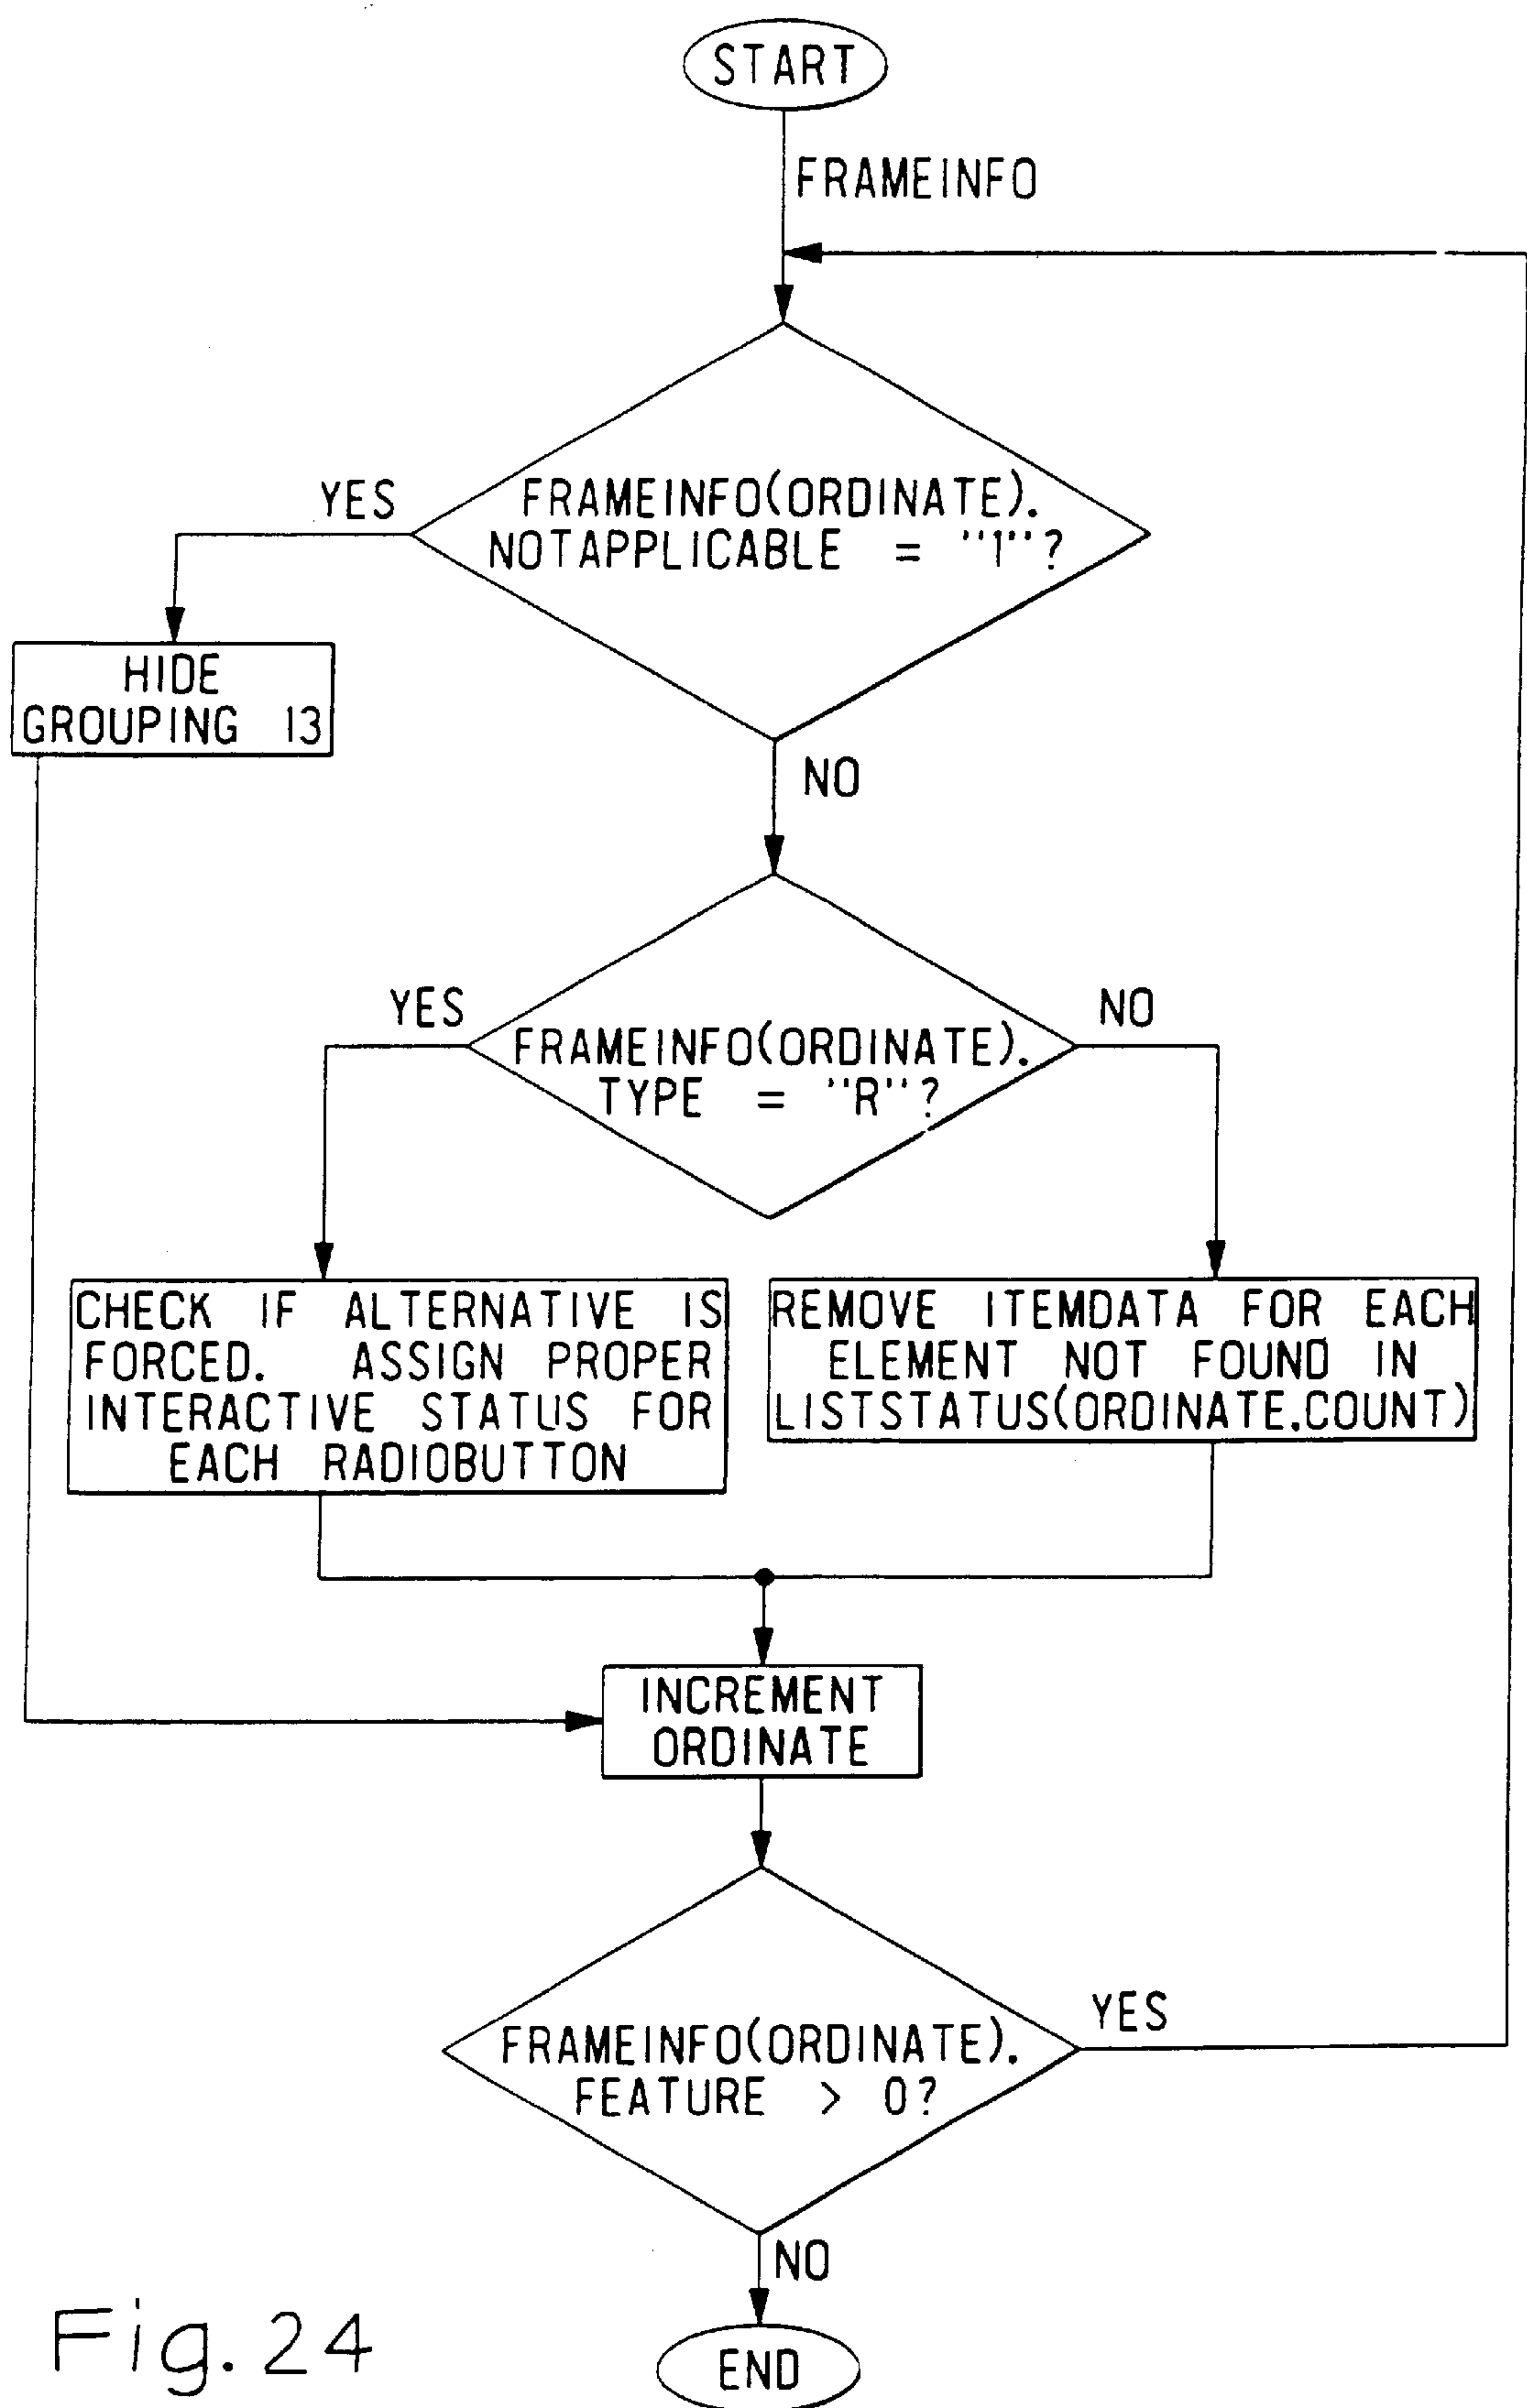 START
FRAMEINFO
YES
FRAMEINFO(ORDINATE).
NOTAPPLICABLE = "1"?
HIDE
GROUPING 13
NO
YES
NO
FRAMEINFO(ORDINATE).
TYPE = "R"?
CHECK IF ALTERNATIVE IS
FORCED. ASSIGN PROPER
INTERACTIVE STATUS FOR
EACH RADIOBUTTON
REMOVE ITEMDATA FOR EACH
ELEMENT NOT FOUND IN
LISTSTATUS(ORDINATE.COUNT)
INCREMENT
ORDINATE
YES
FRAMEINFO(ORDINATE).
FEATURE > 0?
NO
END
Fig. 24